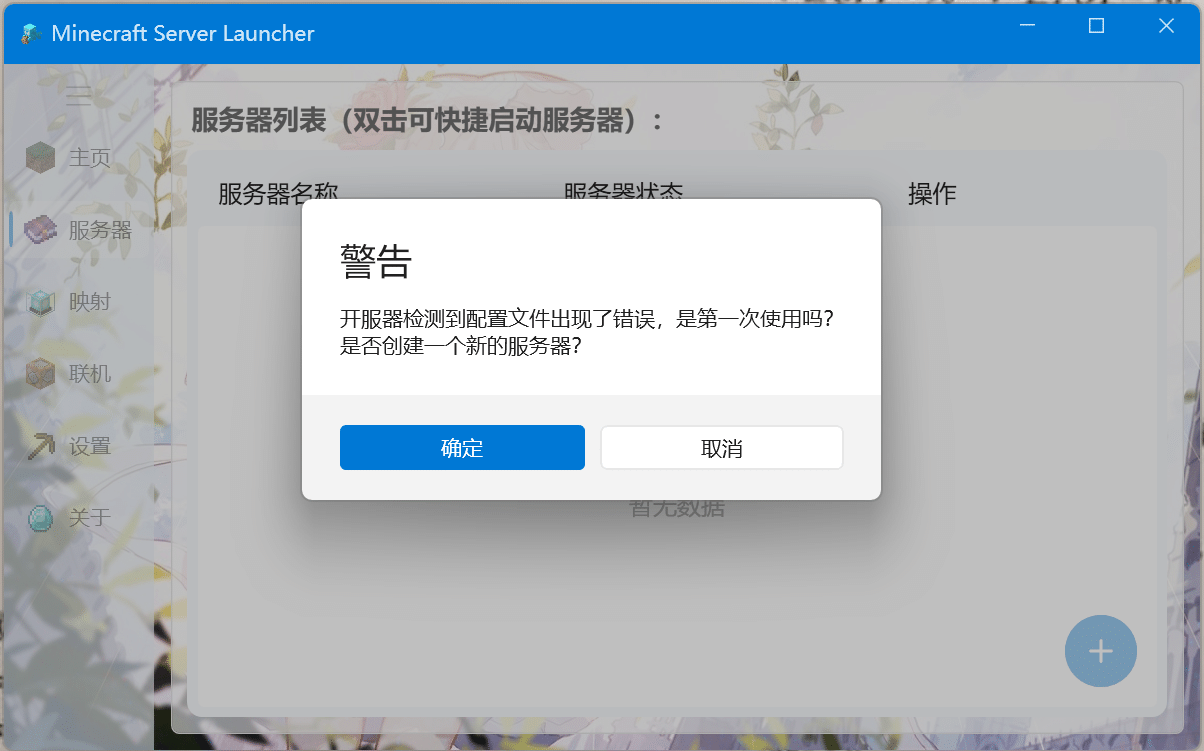 Minecraft Server Launcher
服务器列表（双击可快捷启动服务器）：
主页
服务器名称
服务器状态
操作
服务器
警告
映射
开服器检测到配置文件出现了错误，是第一次使用吗？
是否创建一个新的服务器？
联机
设置
确定
取消
暂无数据
关于